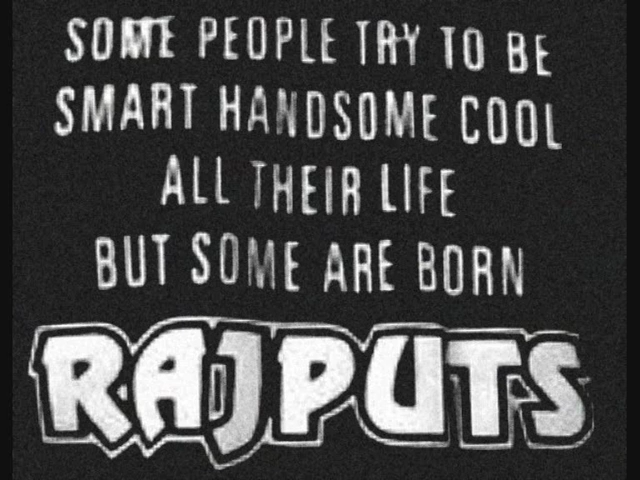 SOME PEOPLE TRY TO BE
SMART HANDSOME COOL
ALL THEIR LIFE
BUT SOME ARE BORN
RAJPUTS